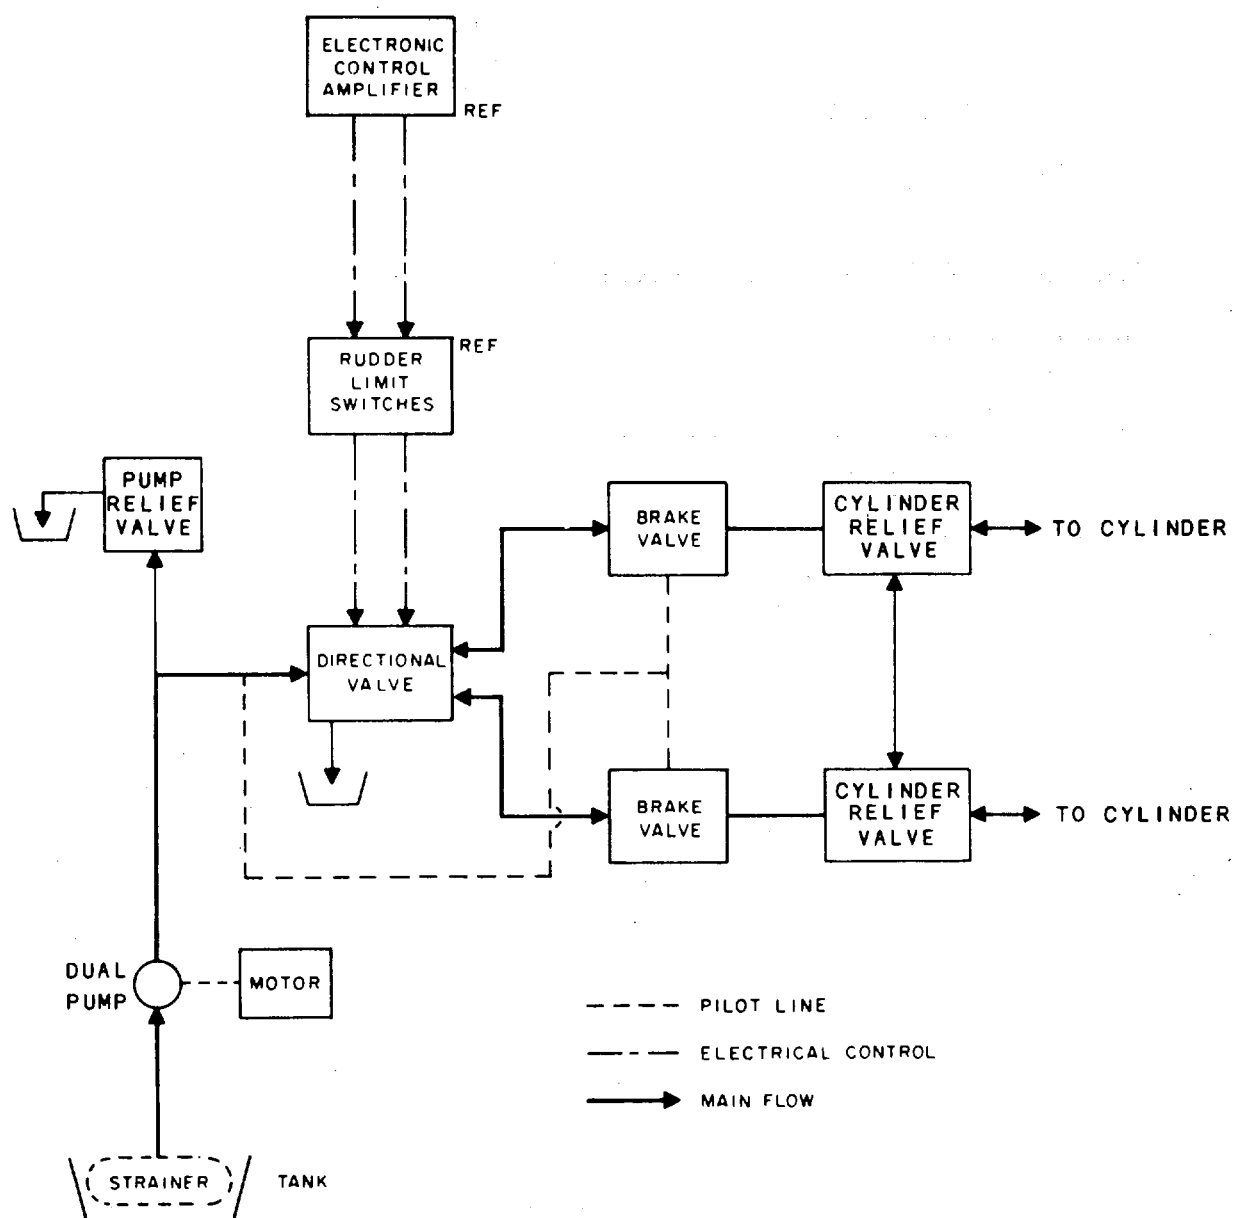 ELECTRONIC
CONTROL
AMPLIFIER
REF
RUDDER
LIMIT
SWITCHES
REF
PUMP
RELIEF
VALVE
BRAKE
VALVE
CYLINDER
RELIEF
VALVE
TO CYLINDER
DIRECTIONAL
VALVE
BRAKE
VALVE
CYLINDER
RELIEF
VALVE
TO CYLINDER
DUAL
PUMP
MOTOR
PILOT LINE
ELECTRICAL CONTROL
MAIN FLOW
STRAINER
TANK